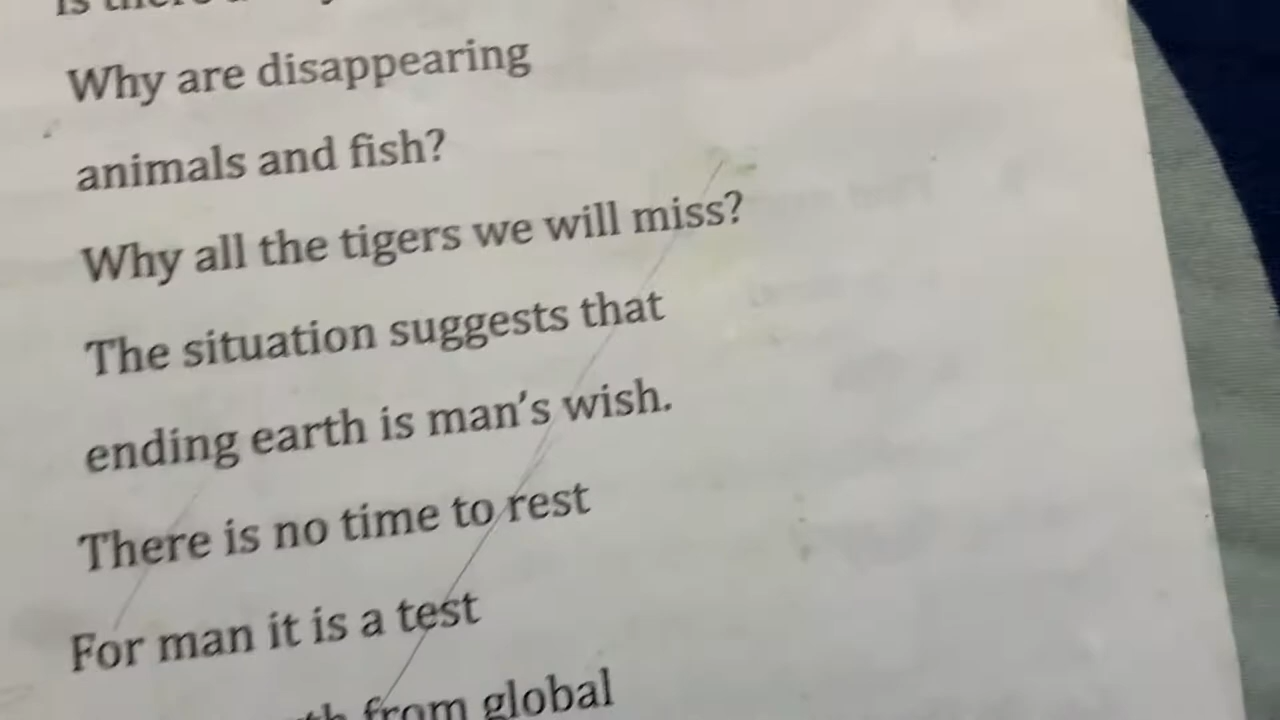 Why are disappearing
animals and fish?
Why all the tigers we will miss?
The situation suggests that
ending earth is man's wish.
There is no time to rest
For man it is a test
from global